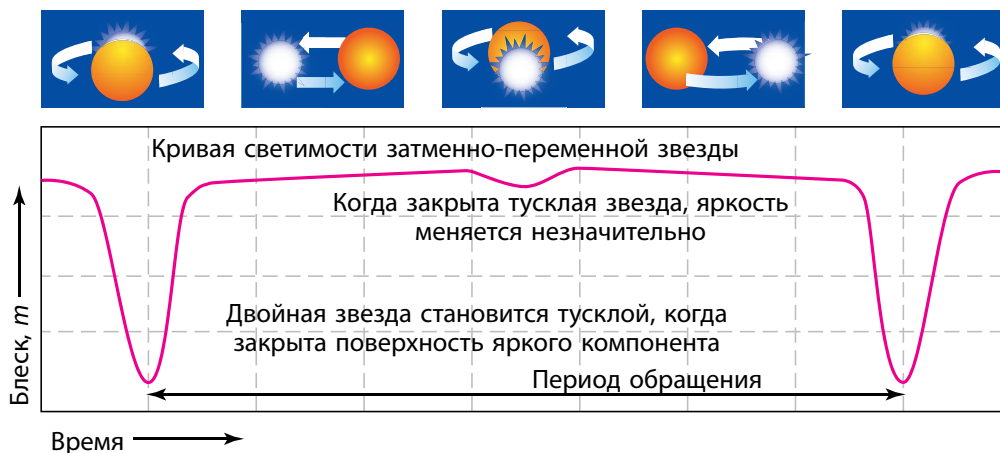 Кривая светимости затменно-переменной звезды
Когда закрыта тусклая звезда, яркость
меняется незначительно
Двойная звезда становится тусклой, когда
закрыта поверхность яркого компонента
Период обращения
Блеск, m
Время